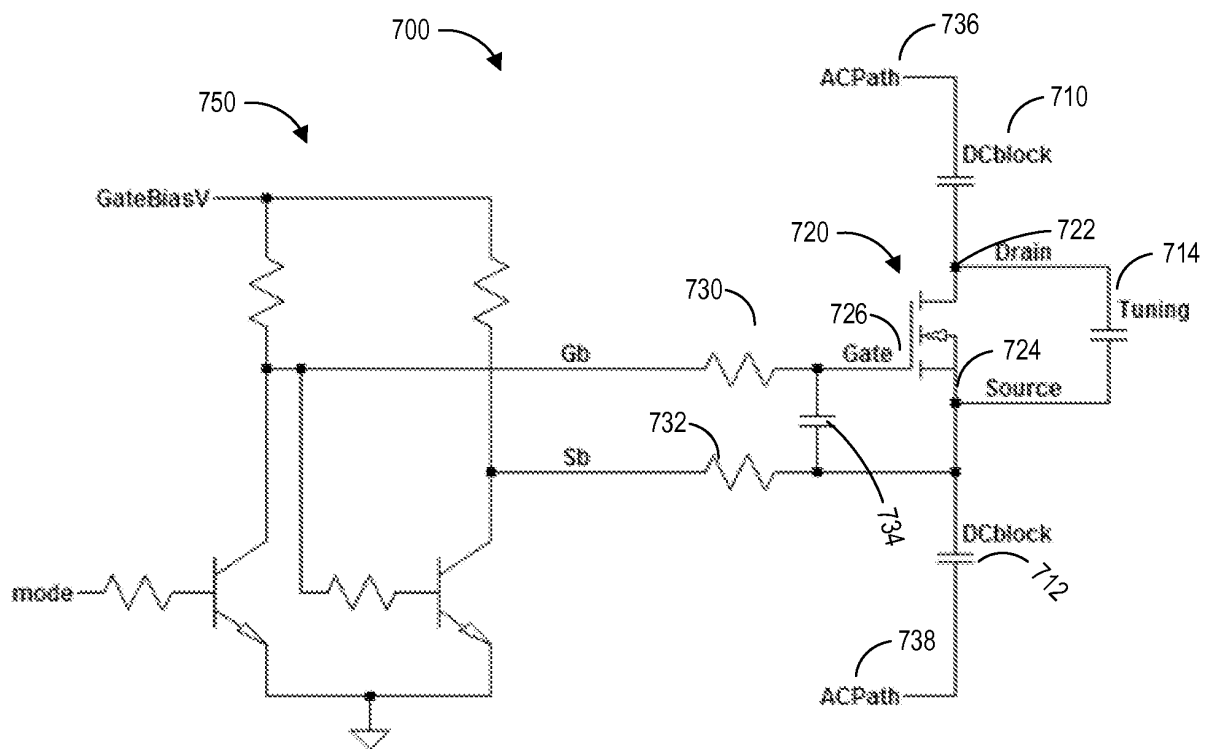 700
736
ACPath
710
750
DCblock
GateBiasV
720
722
Drain
714
Tuning
730
726
Gb
Gate
724
Source
732
Sb
734
DCblock
712
mode
738
ACPath